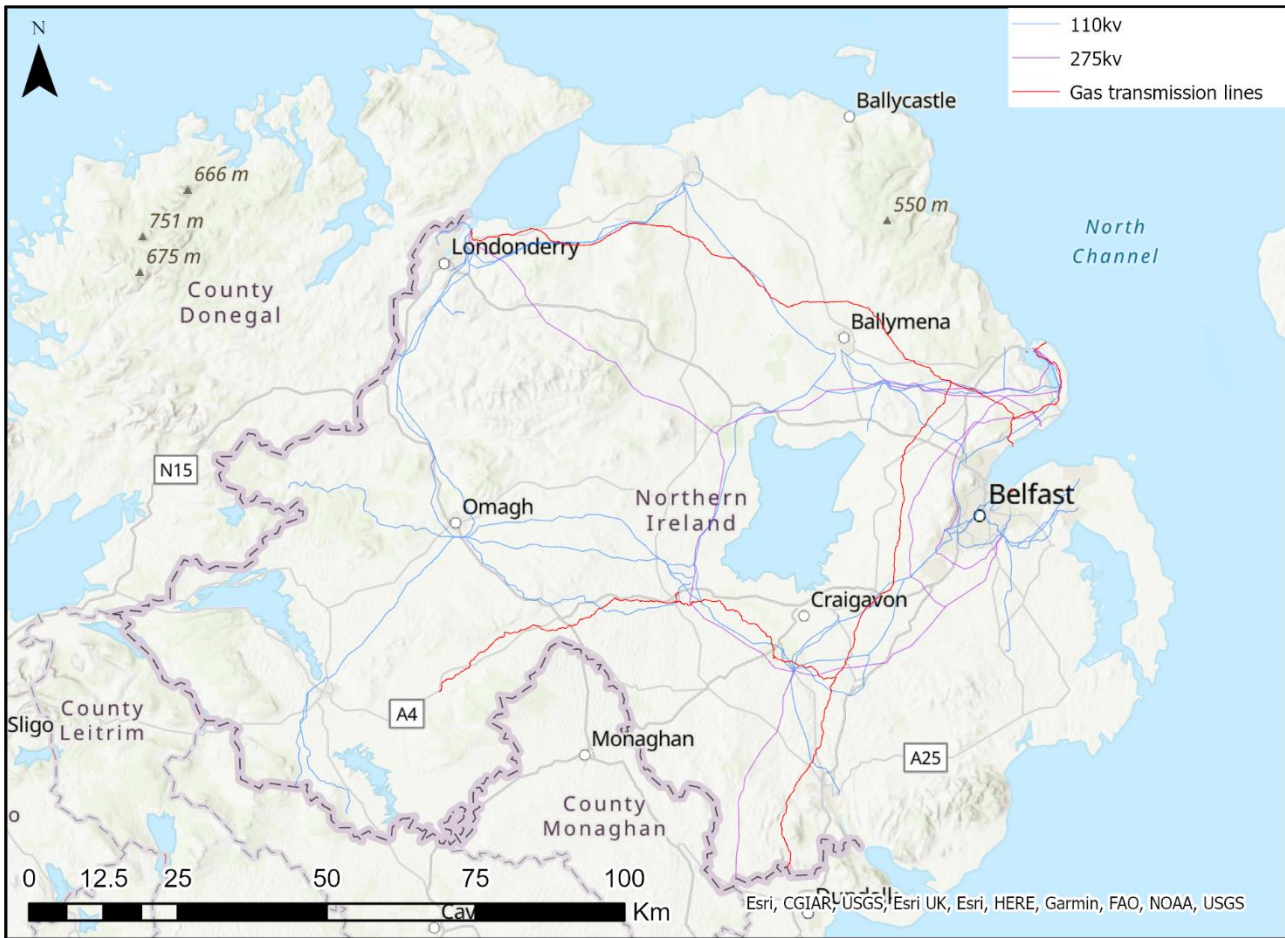 N
110kv
275kv
Gas transmission lines
Ballycastle
666 m
751 m
675 m
550 m
North
Channel
Londonderry
County
Donegal
Ballymena
N15
Omagh
Northern
Ireland
Belfast
Craigavon
A4
Sligo
County
Leitrim
Monaghan
A25
County
Monaghan
o
0 12.5 25 50 75 100
Km
Cav
Esri, CGIAR, USGS, Esri UK, Esri, HERE, Garmin, FAO, NOAA, USGS